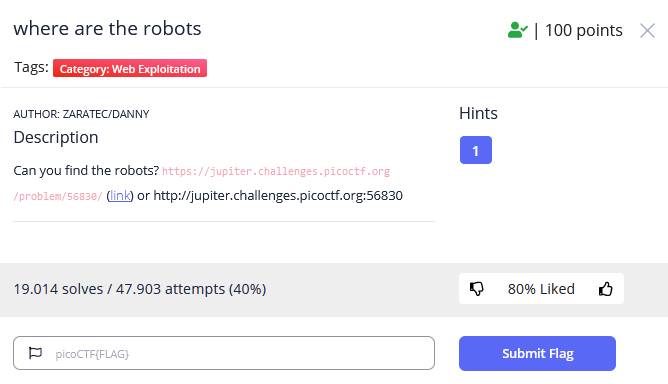 where are the robots
| 100 points
Tags: Category: Web Exploitation
AUTHOR: ZARATEC/DANNY
Description
Can you find the robots? https://jupiter.challenges.picoctf.org
/problem/56830/ (link) or http://jupiter.challenges.picoctf.org:56830
Hints
1
19.014 solves / 47.903 attempts (40%)
80% Liked
picoCTF{FLAG}
Submit Flag